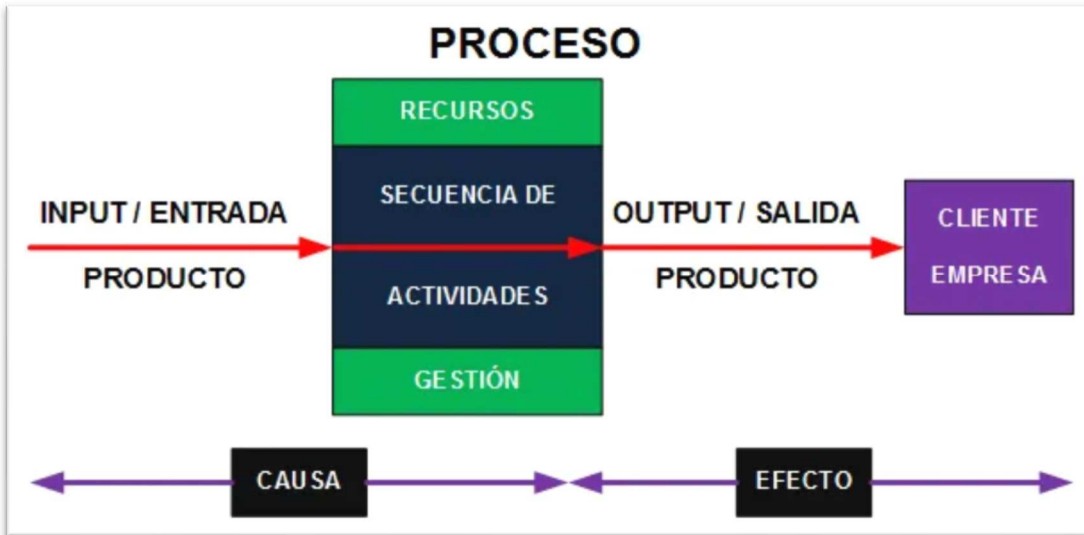 PROCESO
RECURSOS
SECUENCIA DE
INPUT / ENTRADA
OUTPUT / SALIDA
CLIENTE
PRODUCTO
PRODUCTO
EMPRESA
ACTIVIDADES
GESTIÓN
CAUSA
EFECTO